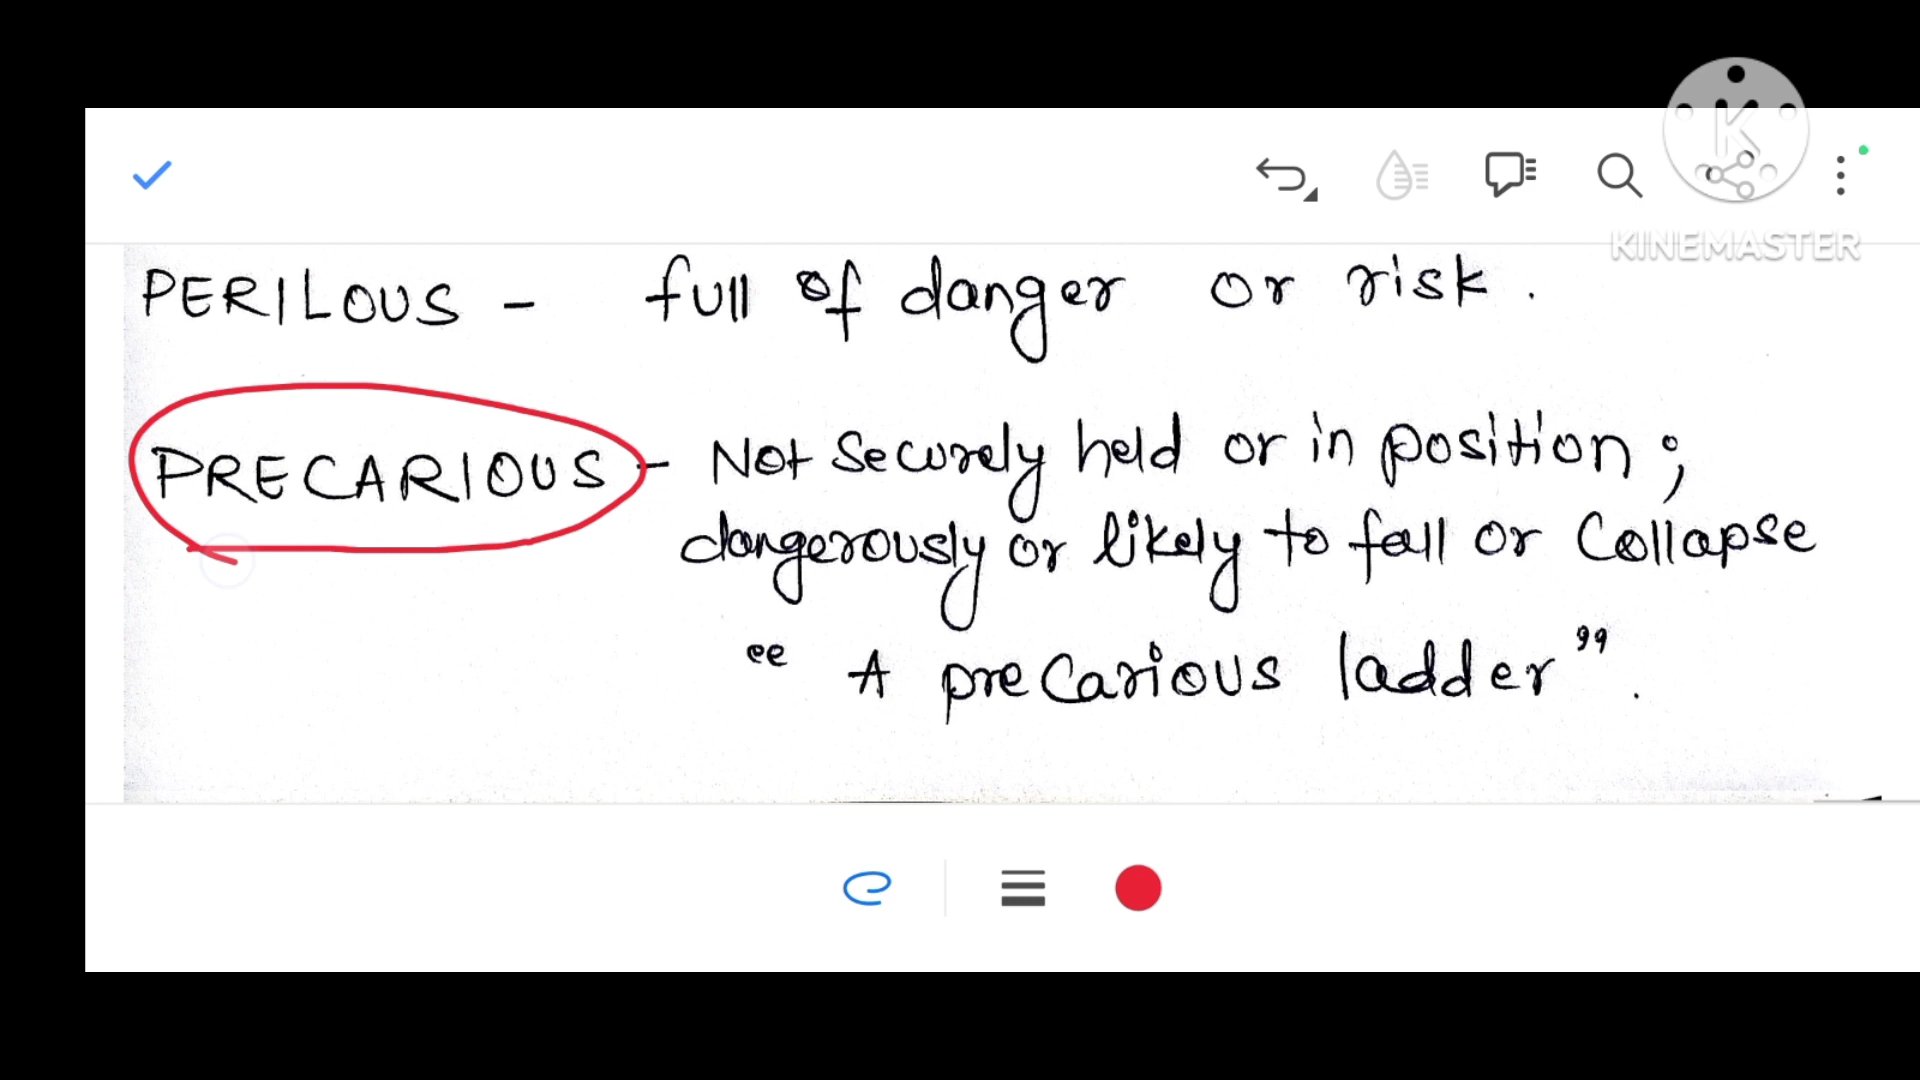 KINEMASTER
PERILOUS - full of danger or risk.
PRECARIOUS - Not Securely held or in position;
dangerously or likely to fall or Collapse
"A precarious ladder".